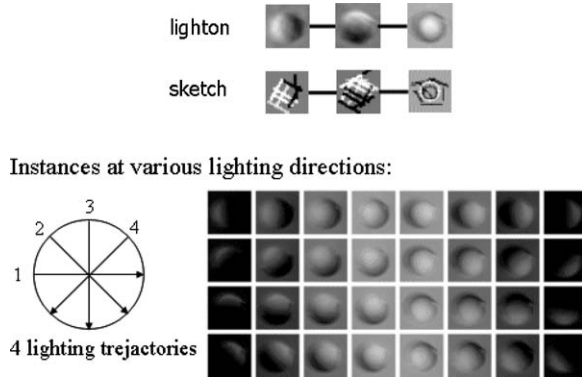 lighton
sketch
Instances at various lighting directions:
3
2 4
1
4 lighting trejactories